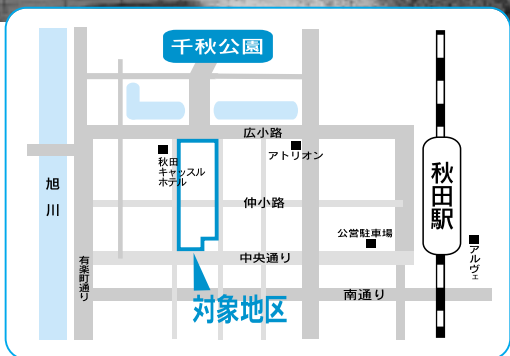 千秋公園
広小路
アトリオン
秋田
キャッスル
ホテル
秋田駅
旭川
仲小路
公営駐車場
アルヴェ
中央通り
有楽町通り
南通り
対象地区